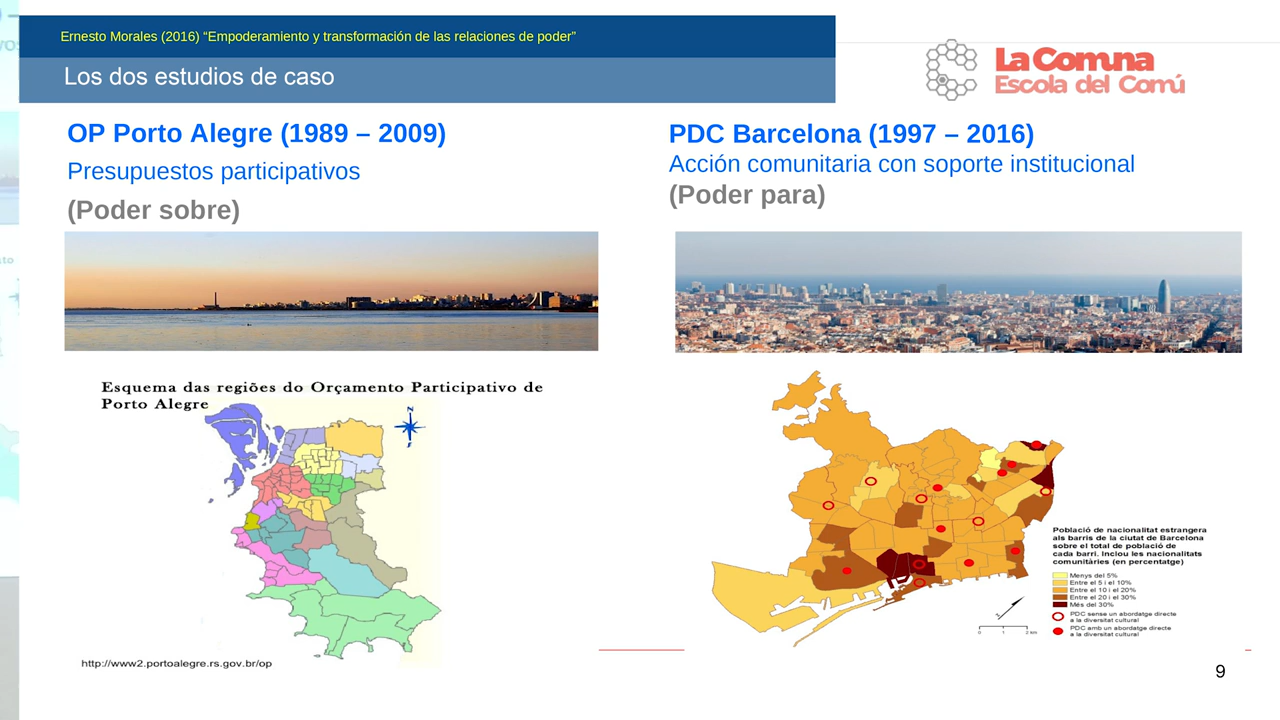 Ernesto Morales (2016) “Empoderamiento y transformación de las relaciones de poder”
Los dos estudios de caso
La Comuna
Escola del Comú
OP Porto Alegre (1989 – 2009)
Presupuestos participativos
(Poder sobre)
PDC Barcelona (1997 – 2016)
Acción comunitaria con soporte institucional
(Poder para)
Esquema das regiões do Orçamento Participativo de
Porto Alegre
N
http://www2.portoalegre.rs.gov.br/op
Població de nacionalitat estrangera
als barris de la ciutat de Barcelona
sobre el total de població de
cada barri. Inclou les nacionalitats
comunitàries (en percentatge)
Menys del 5%
Entre el 5 i el 10%
Entre el 10 i el 20%
Entre el 20 i el 30%
Més del 30%
PDC sense un abordatge directe
a la diversitat cultural
PDC amb un abordatge directe
a la diversitat cultural
0 1 2 km
9